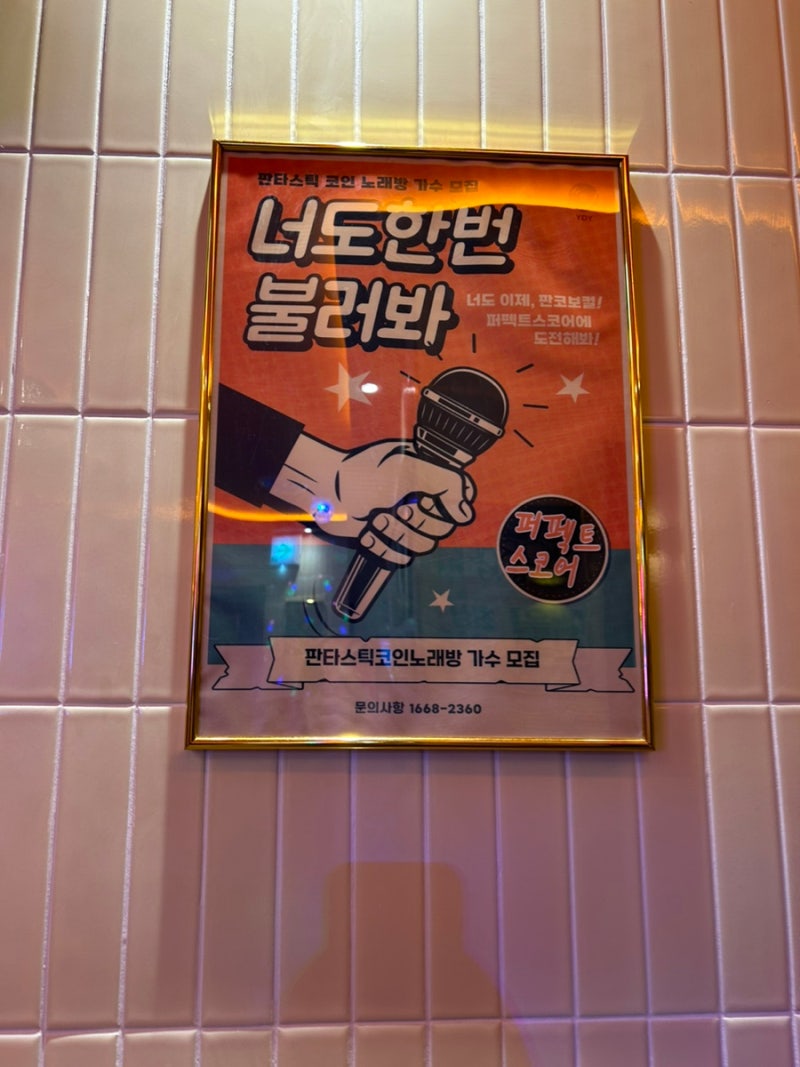 판타스틱 코인 노래방 가수 모집
YDY
너도한번
불러봐
너도 이제, 판코보컬!
퍼펙트스코어에
도전해봐!
퍼펙트
스코어
판타스틱코인노래방 가수 모집
문의사항 1668-2360